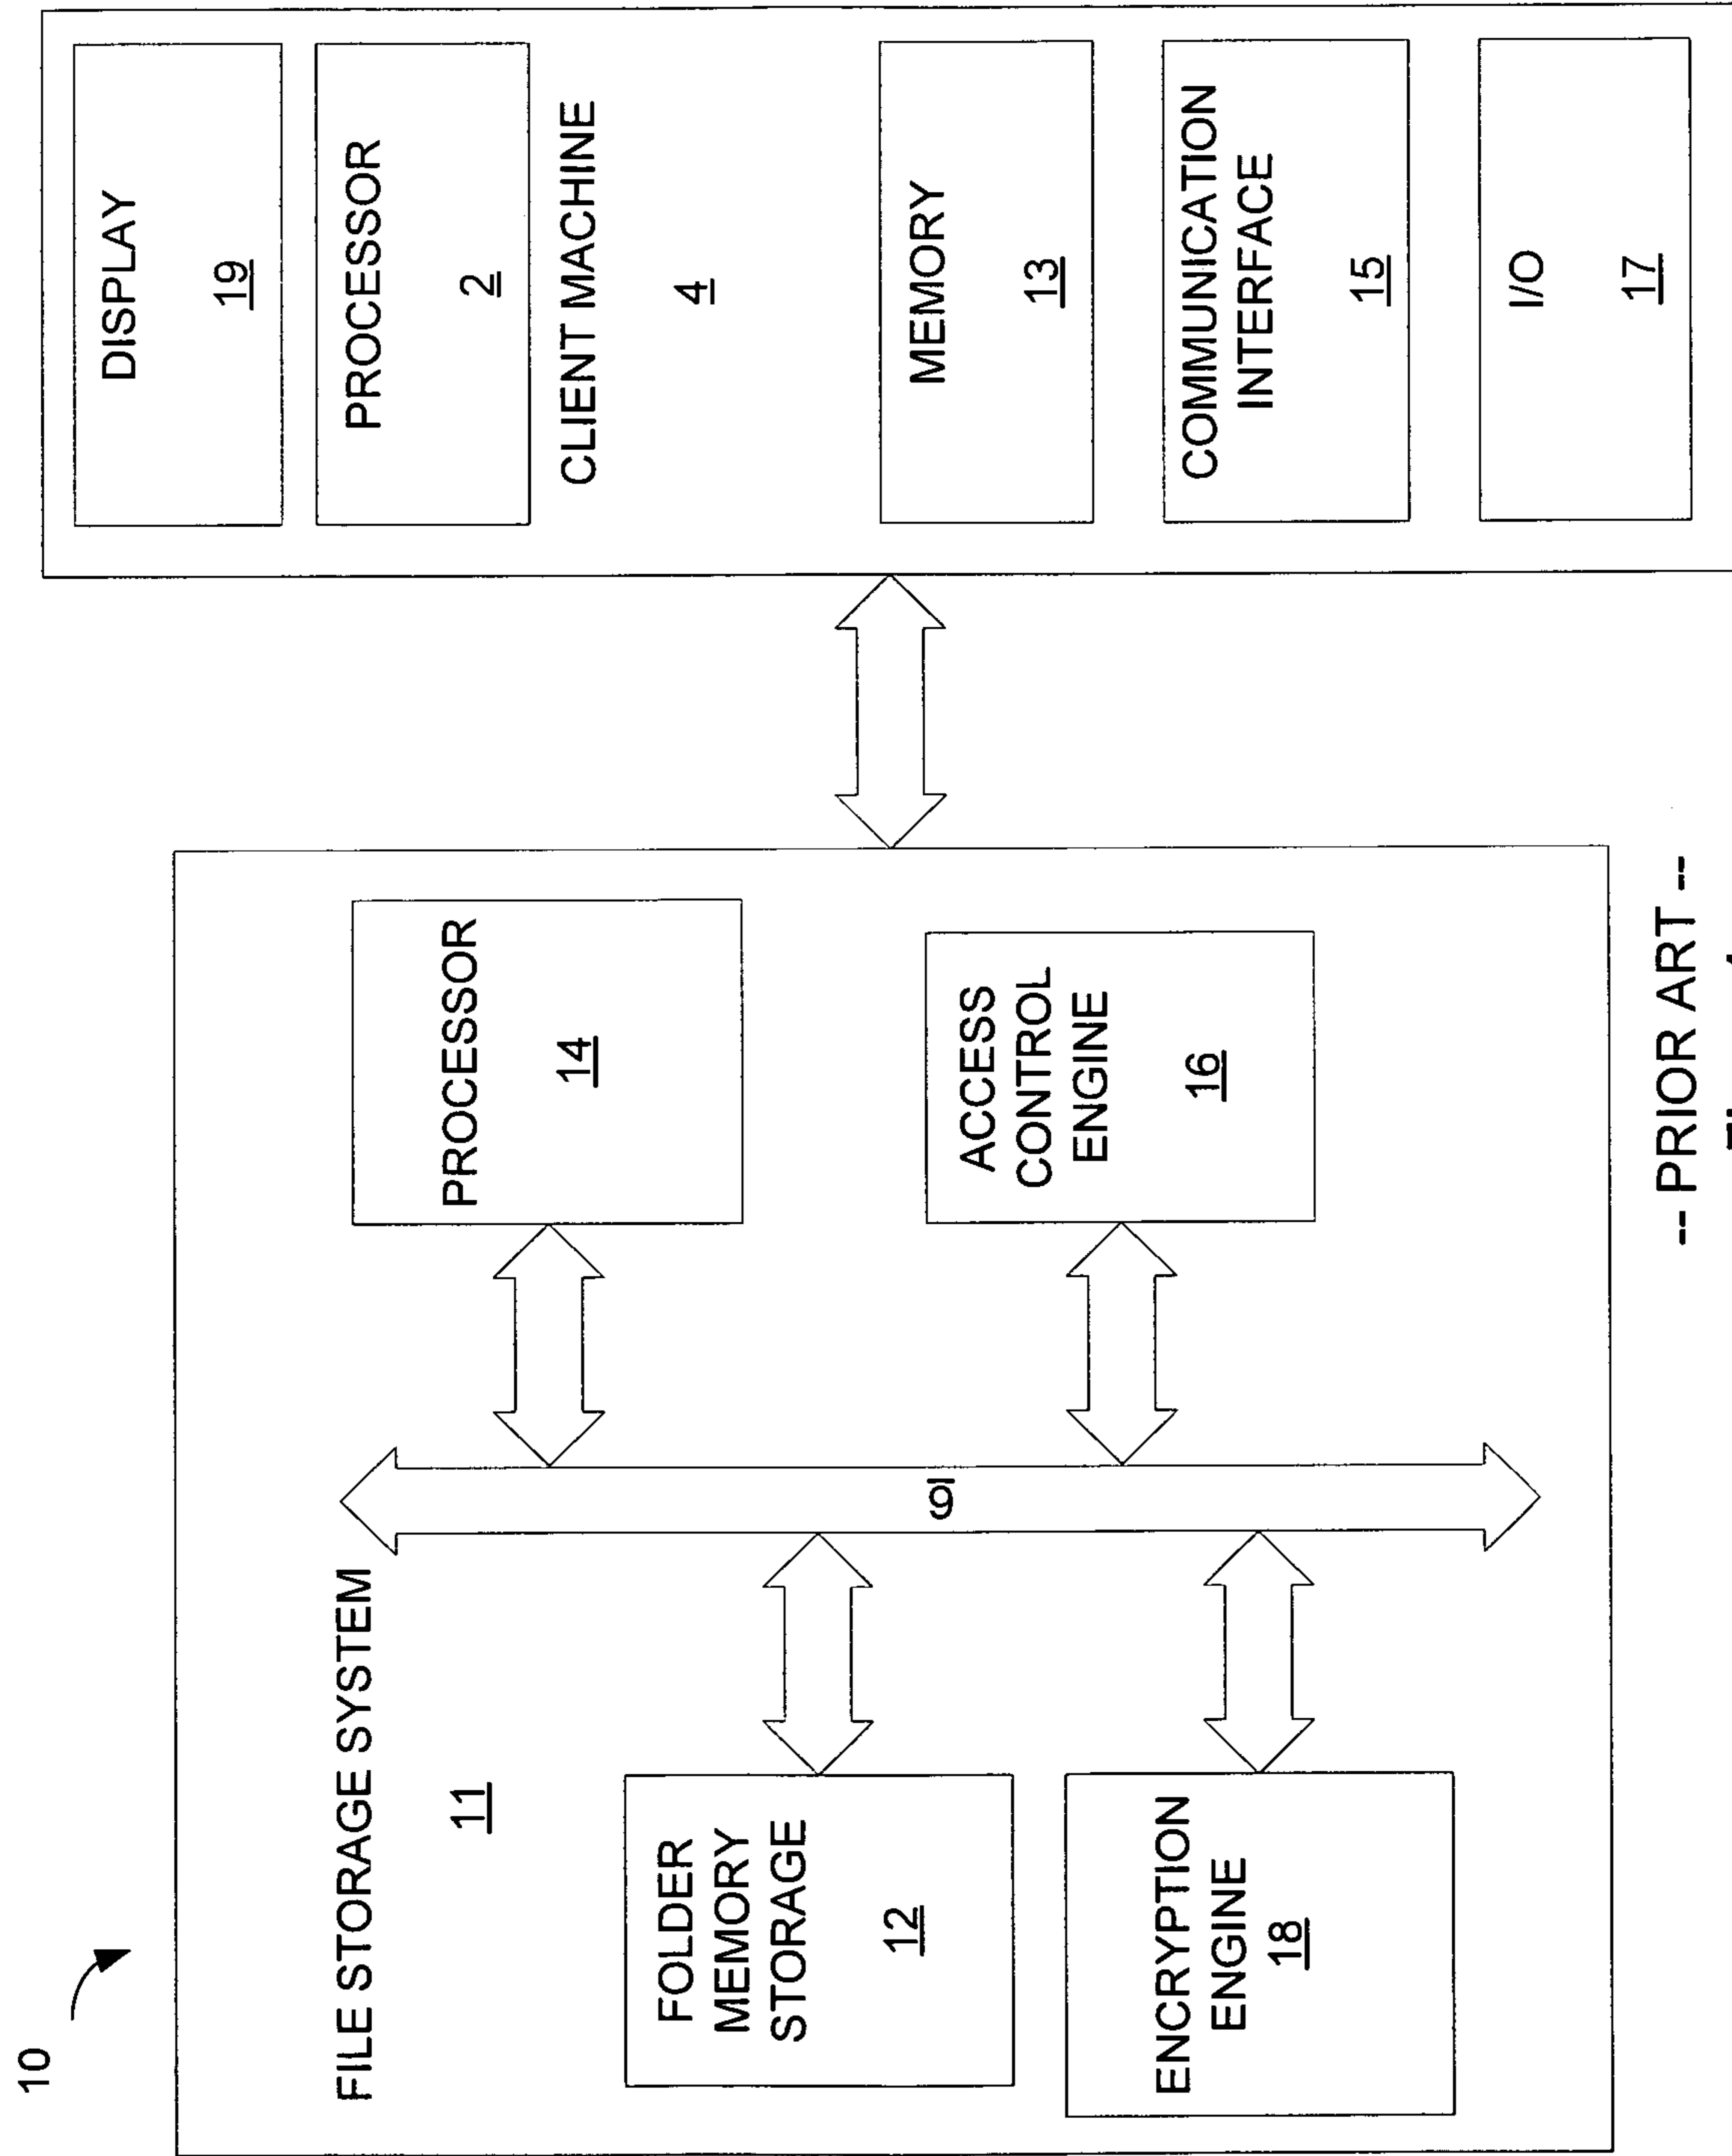 10
FILE STORAGE SYSTEM
11
FOLDER
MEMORY
STORAGE
12
ENCRYPTION
ENGINE
18
6
PROCESSOR
14
ACCESS
CONTROL
ENGINE
16
DISPLAY
19
PROCESSOR
2
CLIENT MACHINE
4
MEMORY
13
COMMUNICATION
INTERFACE
15
I/O
17
-- PRIOR ART --